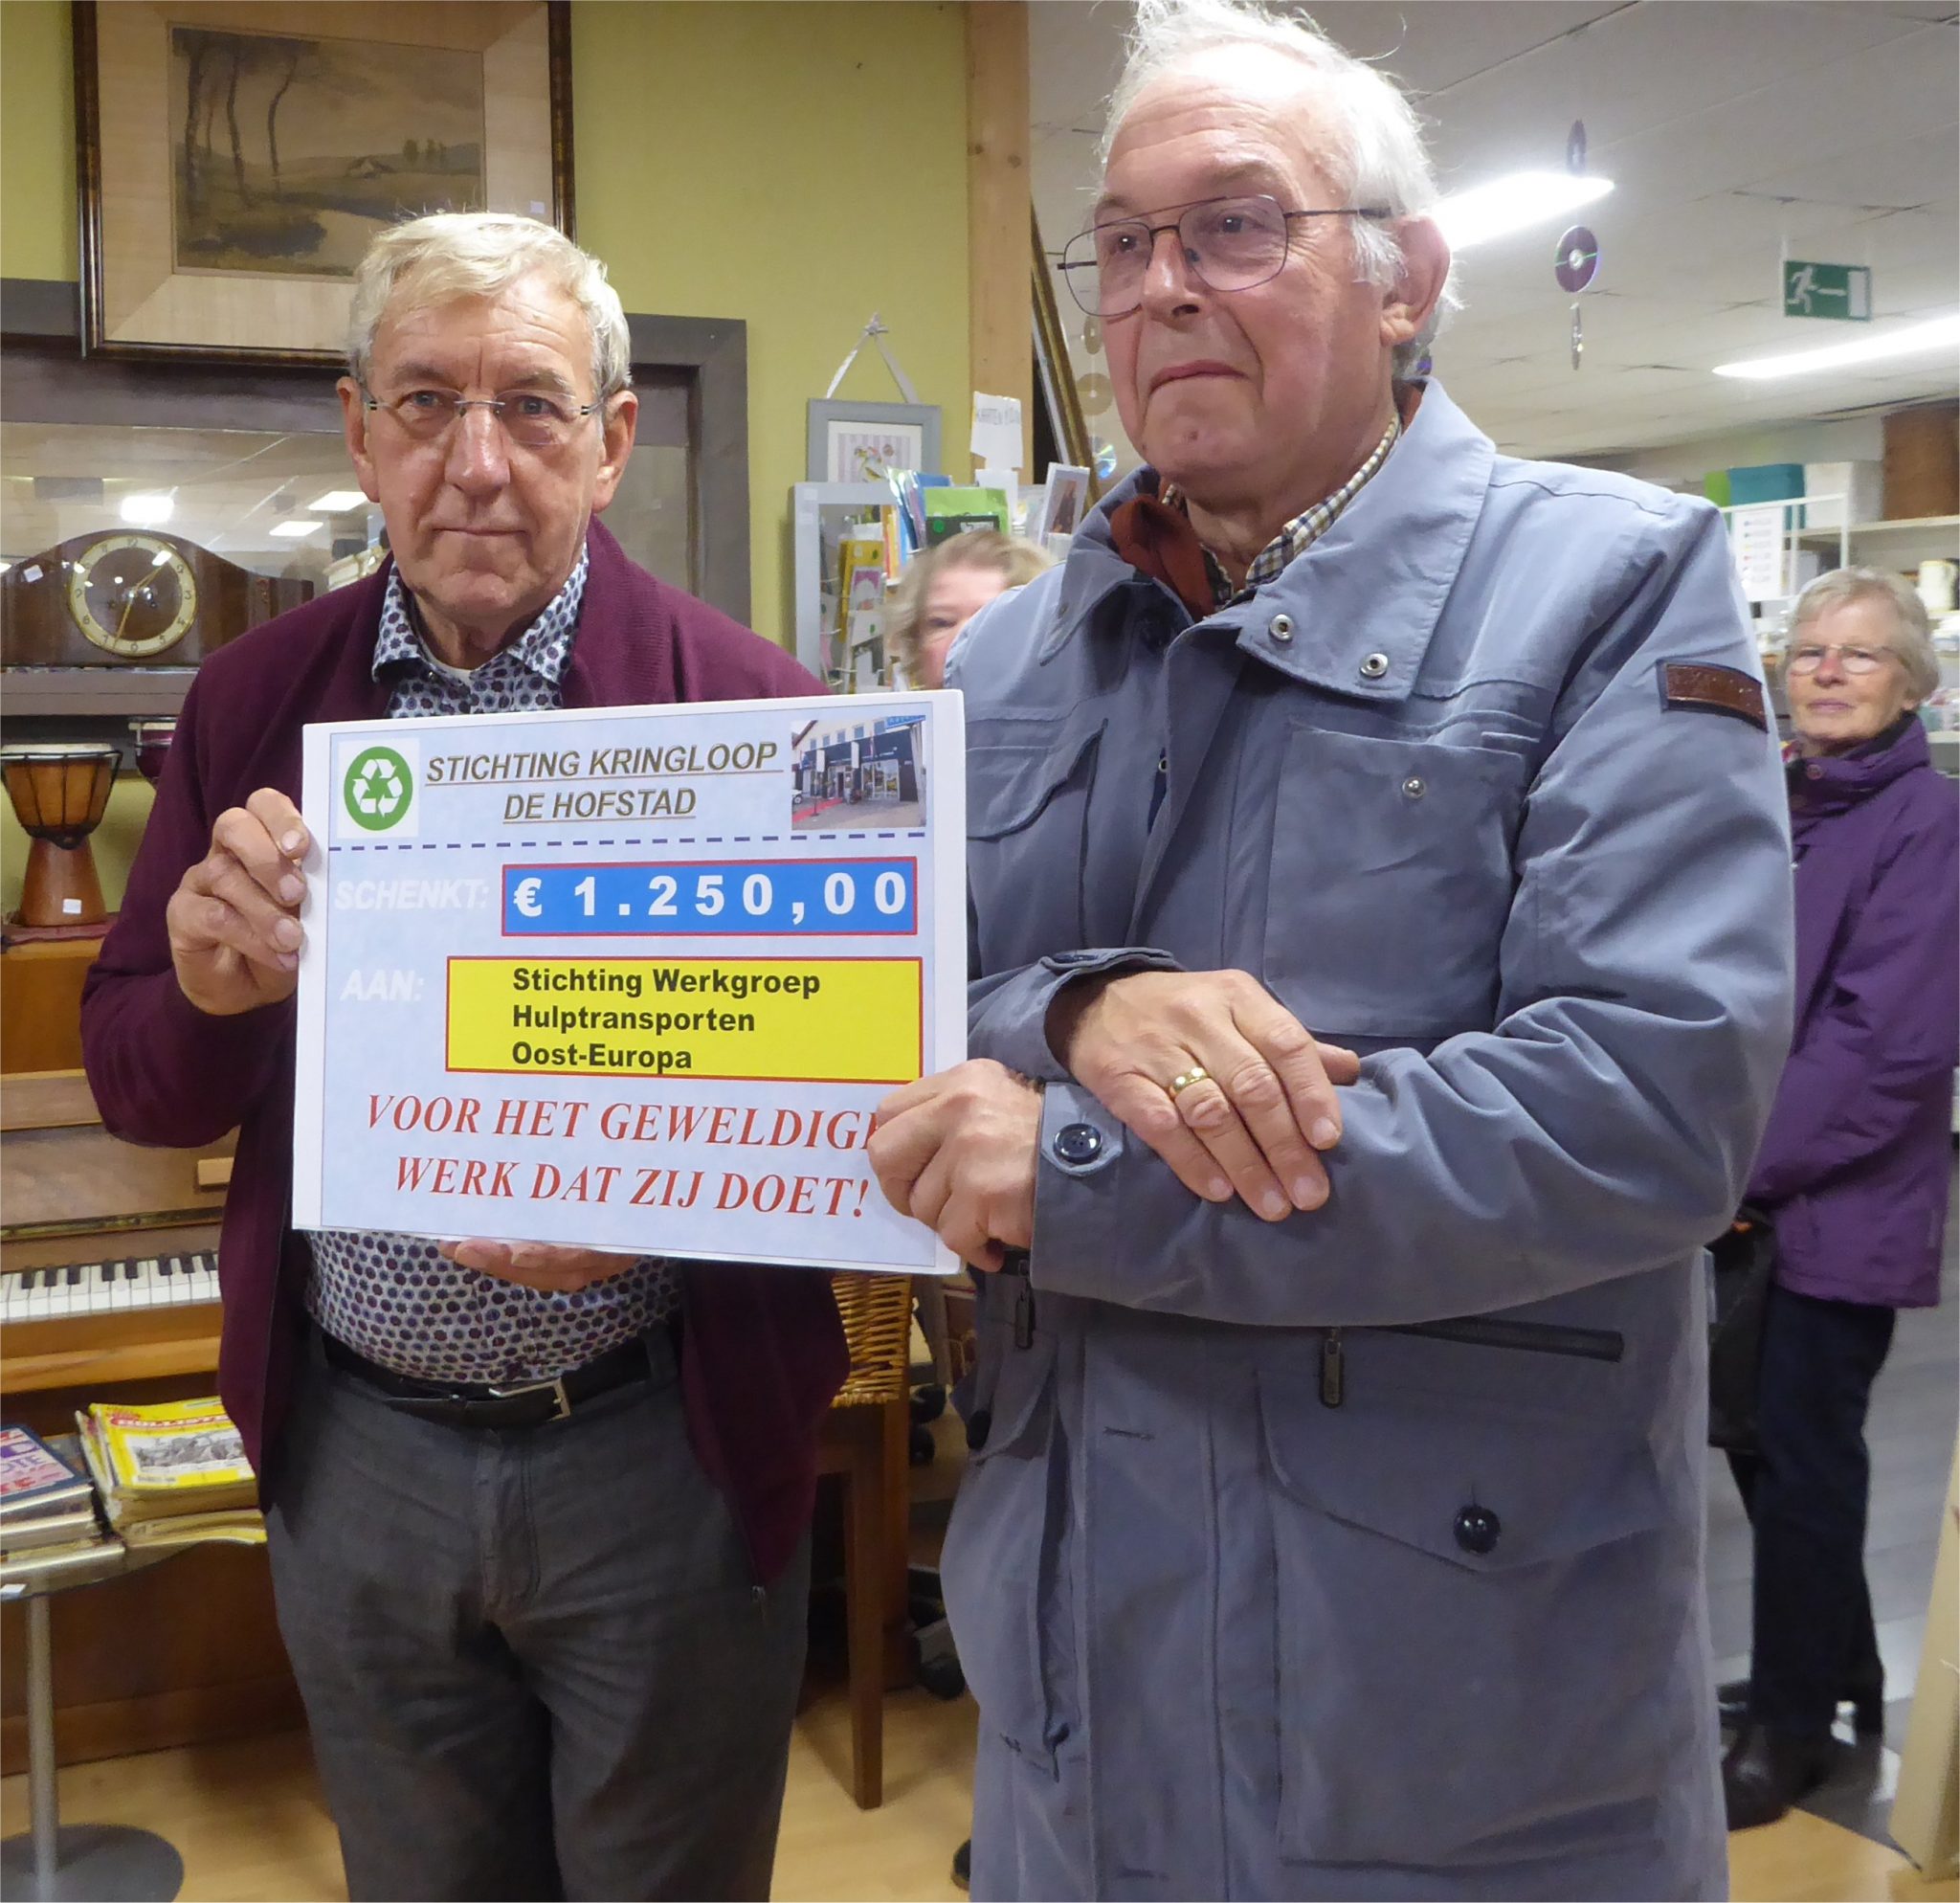 STICHTING KRINGLOOP
DE HOFSTAD
SCHENKT: € 1.250,00
AAN: Stichting Werkgroep
Hulptransporten
Oost-Europa
VOOR HET GEWELDIGE
WERK DAT ZIJ DOET!